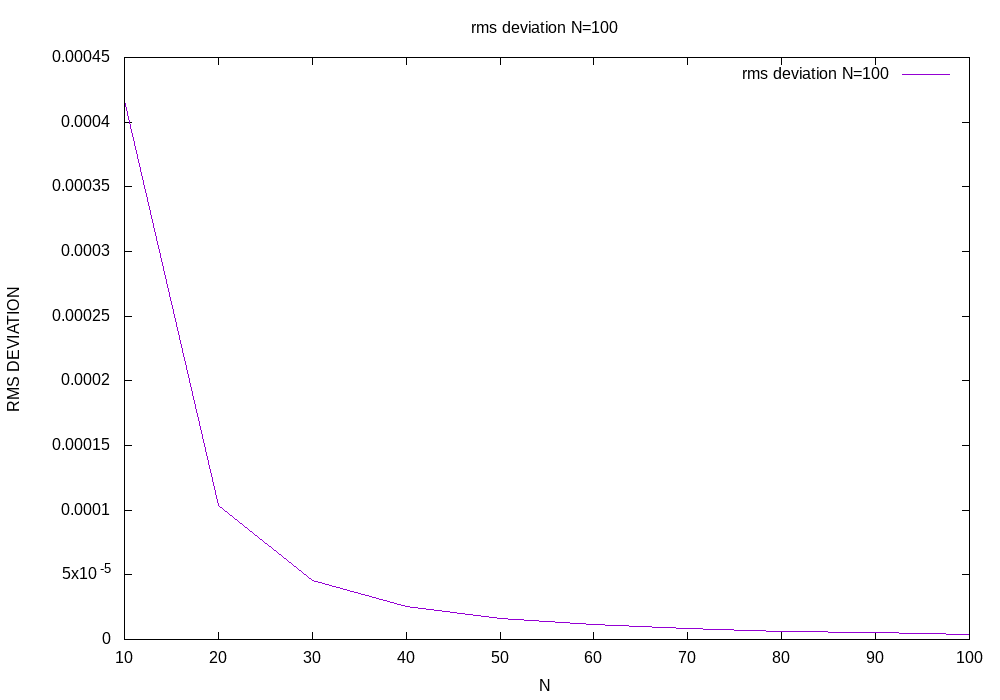 rms deviation N=100
rms deviation N=100
0.00045
0.0004
0.00035
0.0003
0.00025
0.0002
0.00015
0.0001
5x10⁻⁵
0
RMS DEVIATION
10 20 30 40 50 60 70 80 90 100
N